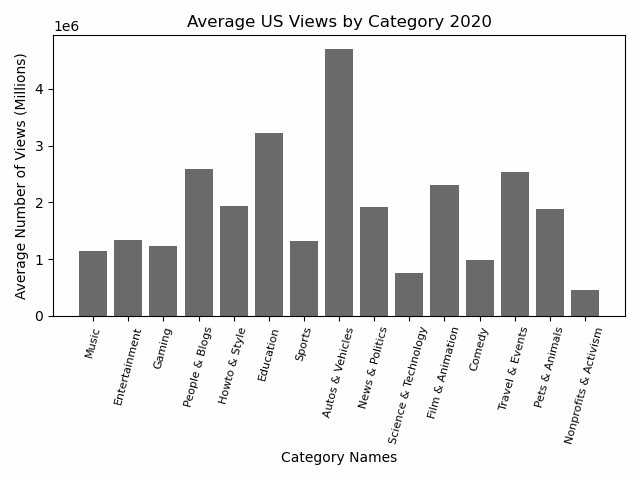 Average US Views by Category 2020
1e6
Average Number of Views (Millions)
4
3
2
1
0
Music
Entertainment
Gaming
People & Blogs
Howto & Style
Education
Sports
Autos & Vehicles
News & Politics
Science & Technology
Film & Animation
Comedy
Travel & Events
Pets & Animals
Nonprofits & Activism
Category Names